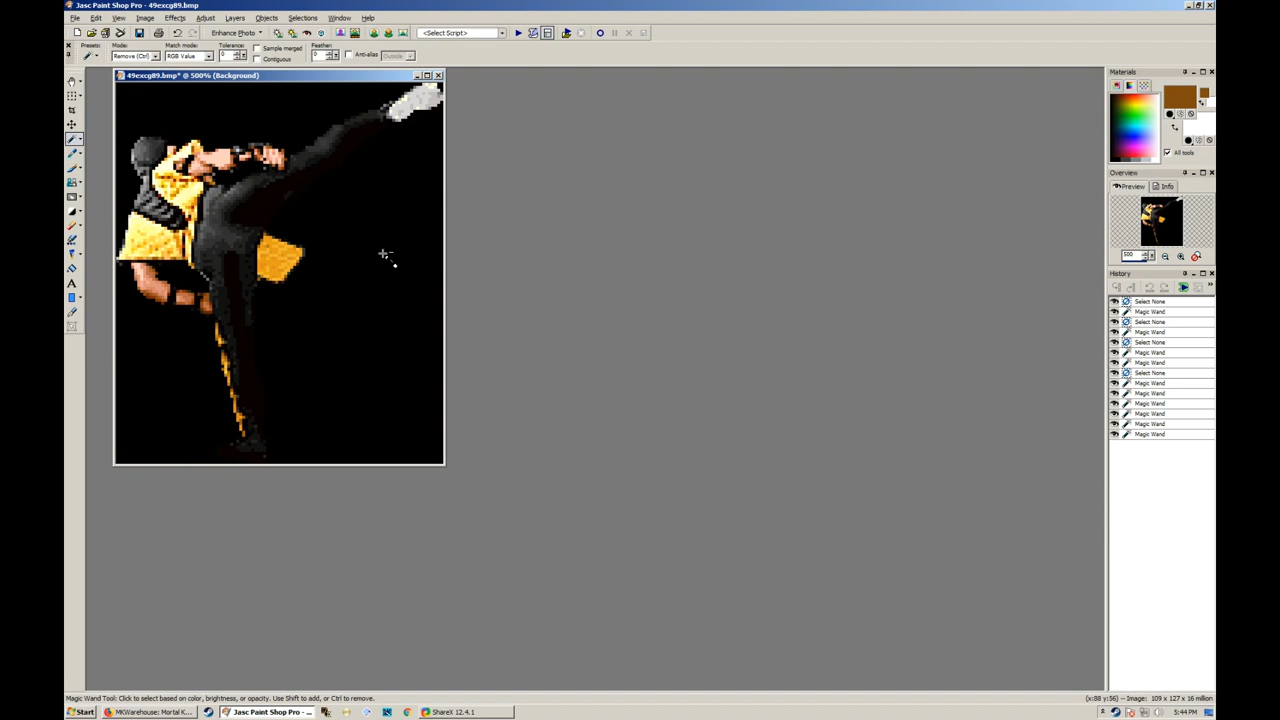 Jasc Paint Shop Pro - 49excg89.bmp
File Edit View Image Effects Adjust Layers Objects Selections Window Help
Enhance Photo <Select Script>
Presets: Mode: Match mode: Tolerance: Sample merged Feather:
Remove (Ctrl) RGB Value 0 Contiguous 0 Anti-alias Outside
49excg89.bmp* @ 500% (Background)
Materials
All tools
Overview
Preview Info
500
History
Select None
Magic Wand
Select None
Magic Wand
Select None
Magic Wand
Magic Wand
Select None
Magic Wand
Magic Wand
Magic Wand
Magic Wand
Magic Wand
Magic Wand
Magic Wand Tool: Click to select based on color, brightness, or opacity. Use Shift to add, or Ctrl to remove. (x:88 y:56) -- Image: 109 x 127 x 16 million
Start MKWarehouse: Mortal K... Jasc Paint Shop Pro - ... ShareX 12.4.1 5:44 PM